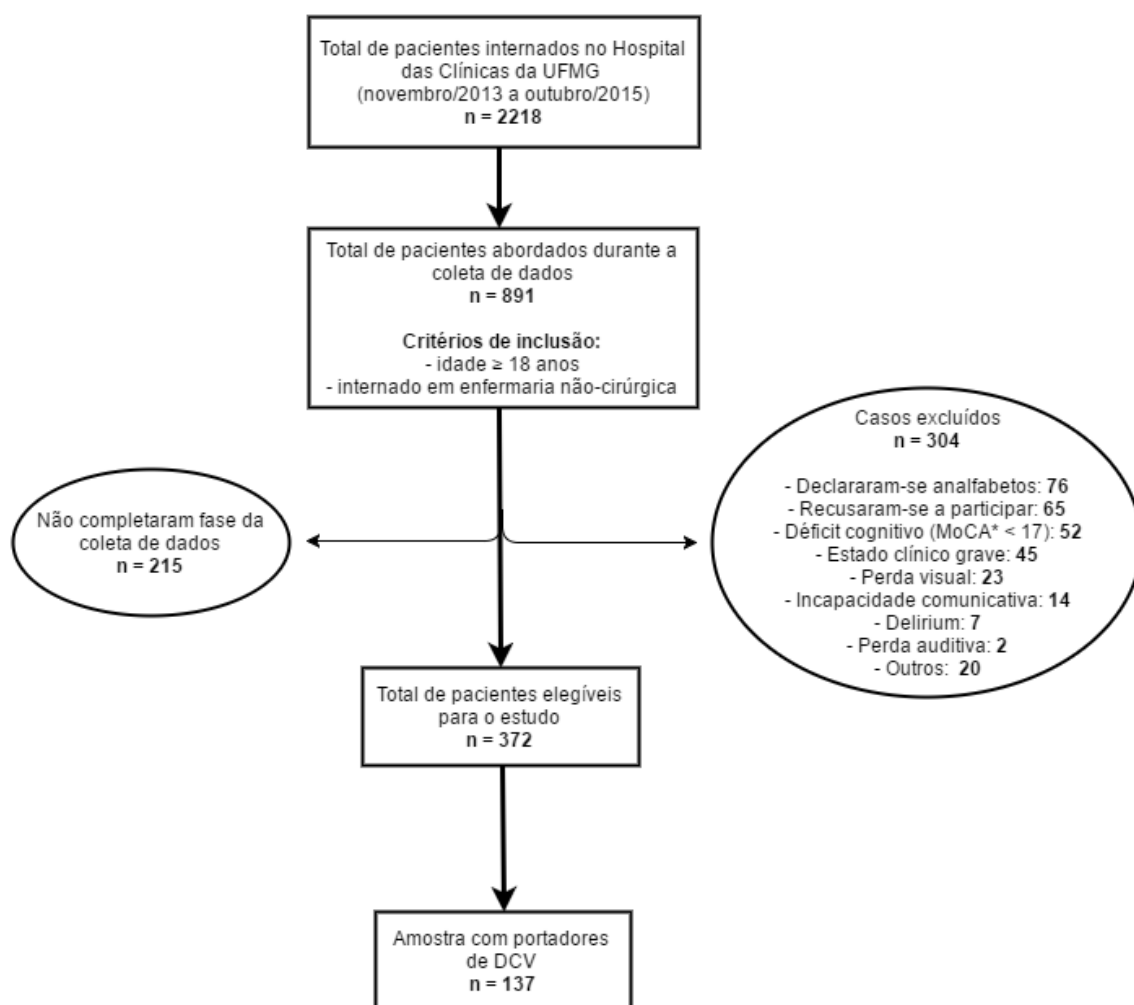 Total de pacientes internados no Hospital
das Clínicas da UFMG
(novembro/2013 a outubro/2015)
n = 2218
Total de pacientes abordados durante a
coleta de dados
n = 891
Critérios de inclusão:
- idade ≥ 18 anos
- internado em enfermaria não-cirúrgica
Não completaram fase da
coleta de dados
n = 215
Casos excluídos
n = 304
- Declararam-se analfabetos: 76
- Recusaram-se a participar: 65
- Déficit cognitivo (MoCA* < 17): 52
- Estado clínico grave: 45
- Perda visual: 23
- Incapacidade comunicativa: 14
- Delirium: 7
- Perda auditiva: 2
- Outros: 20
Total de pacientes elegíveis
para o estudo
n = 372
Amostra com portadores
de DCV
n = 137